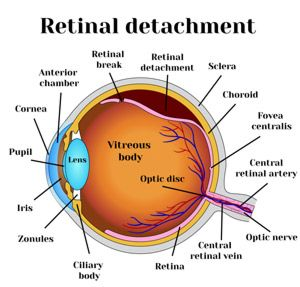 Retinal detachment
Retinal
break
Retinal
detachment
Sclera
Anterior
chamber
Choroid
Cornea
Fovea
centralis
Pupil
Lens
Vitreous
body
Central
retinal artery
Optic disc
Iris
Zonules
Ciliary
body
Retina
Central
retinal vein
Optic nerve